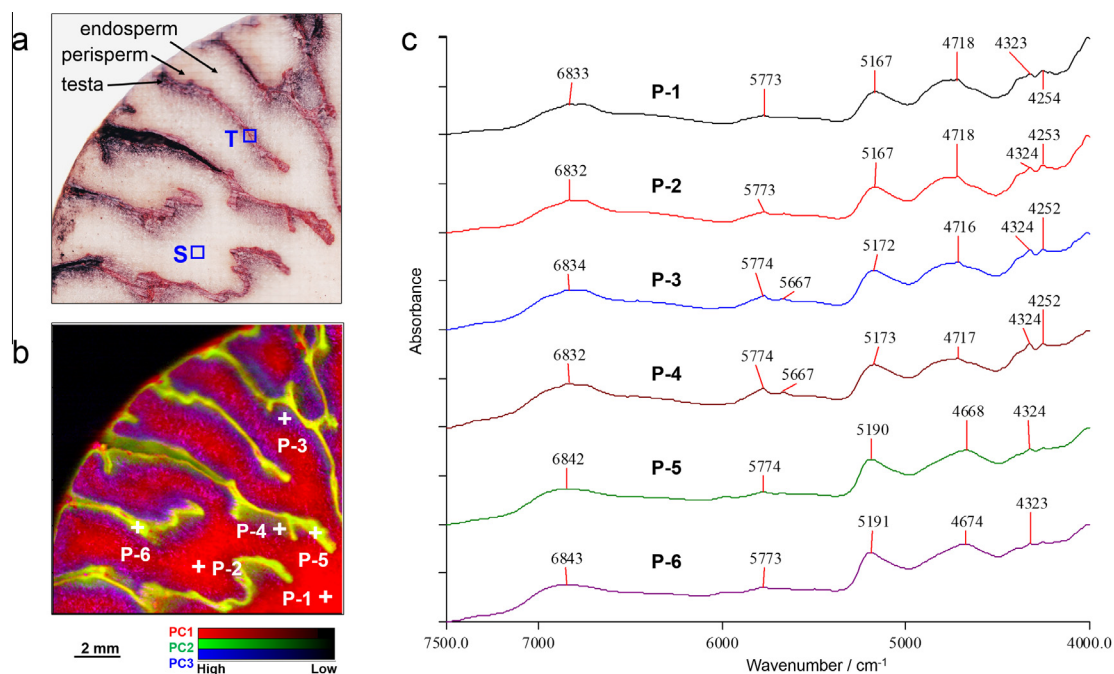 a
endosperm
perisperm
testa
T
S
b
P-3
P-4
P-5
P-6
P-2
P-1
2 mm
PC1
PC2
PC3
High
Low
c
Absorbance
6833
5773
5167
4718
4323
4254
P-1
6832
5773
5167
4718
4324
4253
P-2
6834
5774
5667
5172
4716
4324
4252
P-3
6832
5774
5667
5173
4717
4324
4252
P-4
6842
5774
5190
4668
4324
P-5
6843
5773
5191
4674
4323
P-6
7500.0
7000
6000
5000
4000.0
Wavenumber / cm⁻¹